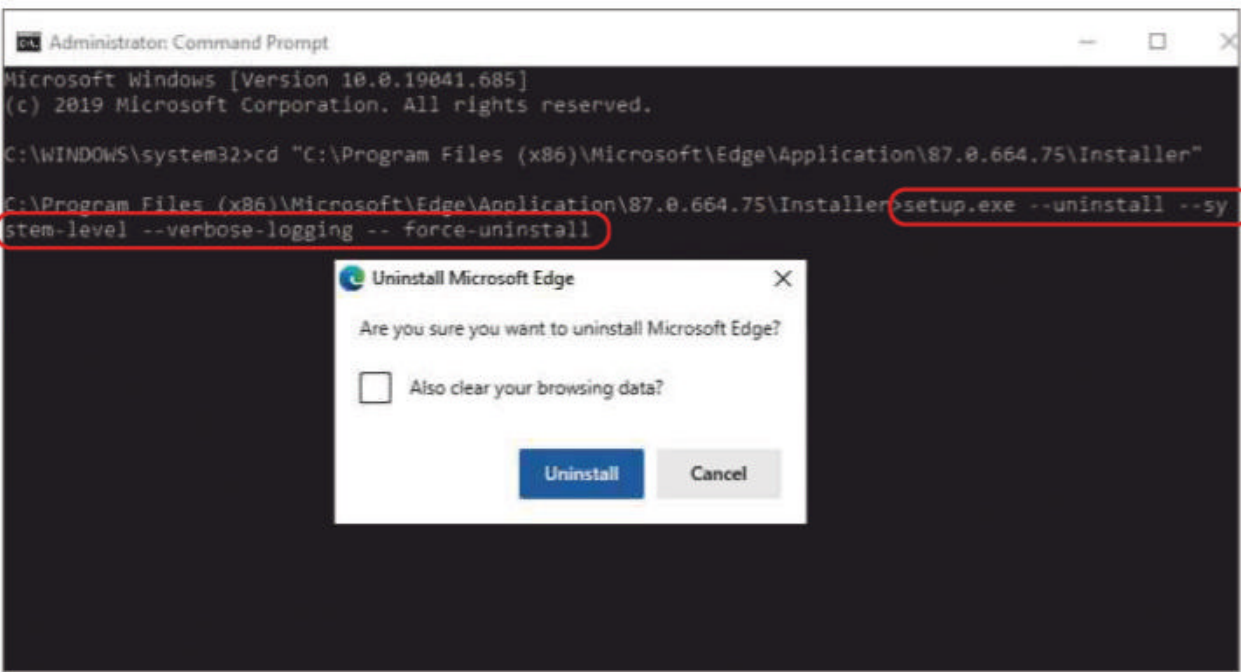 Administrator: Command Prompt
Microsoft Windows [Version 10.0.19041.685]
(c) 2019 Microsoft Corporation. All rights reserved.
C:\WINDOWS\system32>cd "C:\Program Files (x86)\Microsoft\Edge\Application\87.0.664.75\Installer"
C:\Program Files (x86)\Microsoft\Edge\Application\87.0.664.75\Installer>setup.exe --uninstall --sy
stem-level --verbose-logging -- force-uninstall
Uninstall Microsoft Edge
Are you sure you want to uninstall Microsoft Edge?
Also clear your browsing data?
Uninstall Cancel